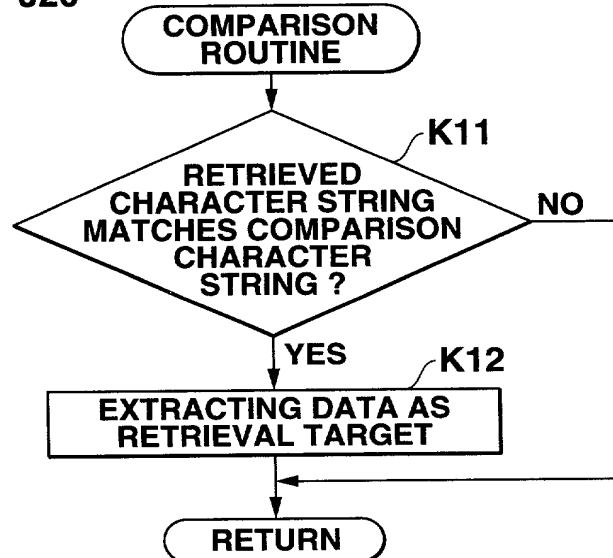 COMPARISON
ROUTINE
K11
RETRIEVED
CHARACTER STRING
MATCHES COMPARISON
CHARACTER
STRING ?
NO
YES
K12
EXTRACTING DATA AS
RETRIEVAL TARGET
RETURN